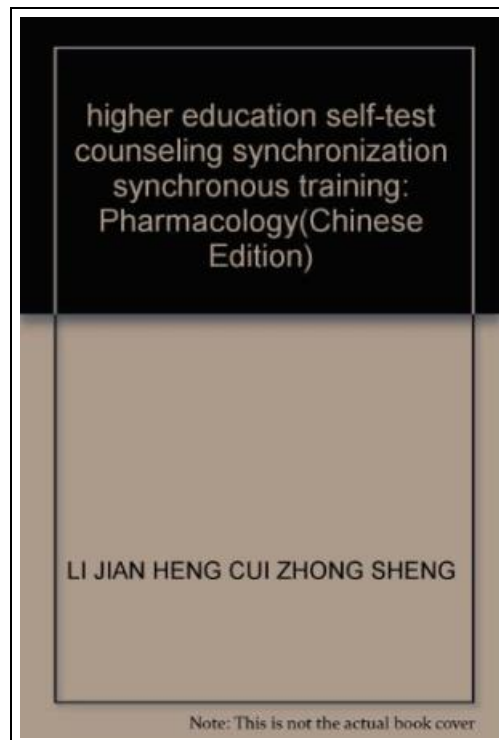 higher education self-test
counseling synchronization
synchronous training:
Pharmacology(Chinese
Edition)
LI JIAN HENG CUI ZHONG SHENG
Note: This is not the actual book cover